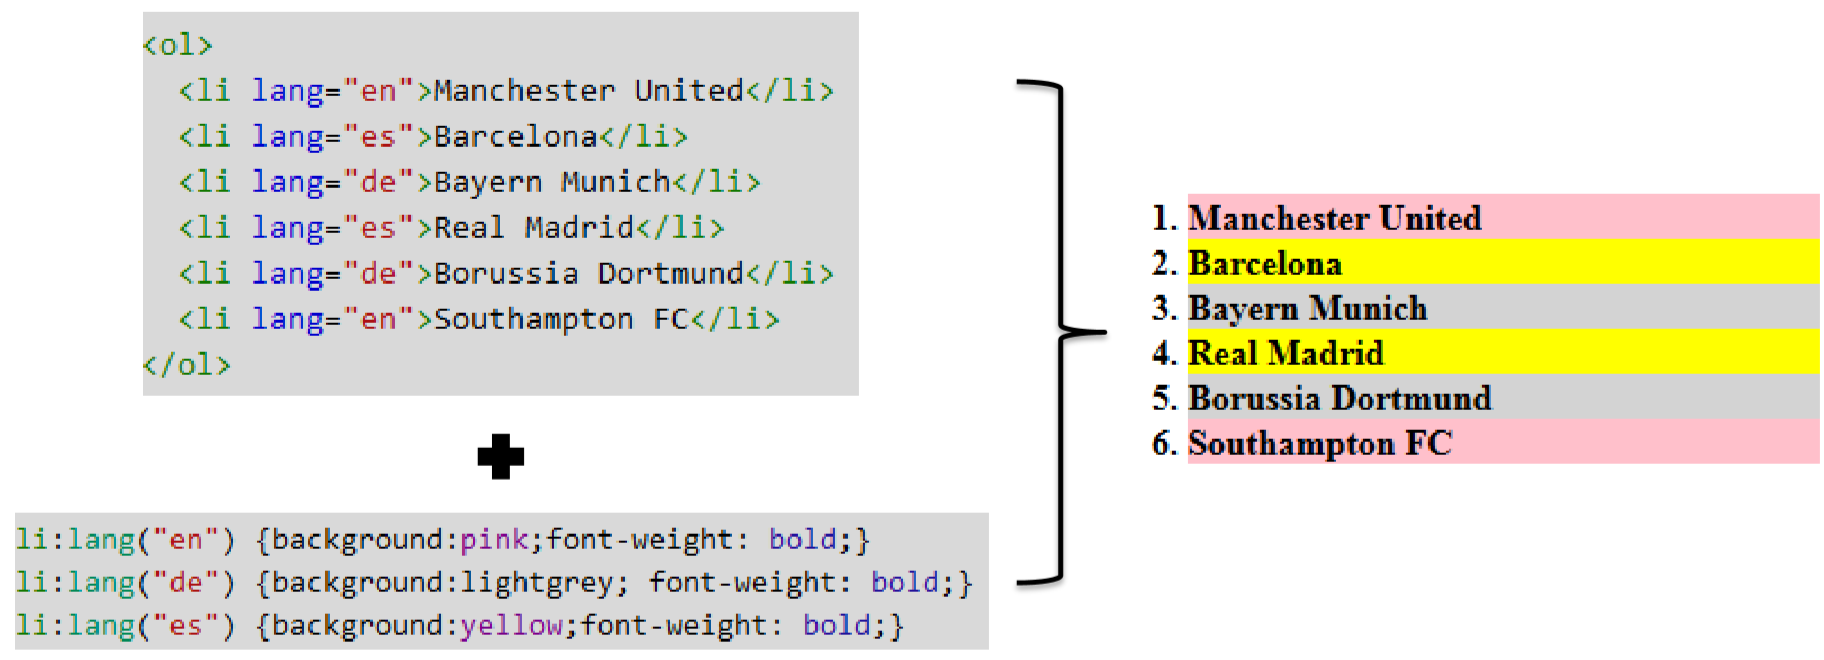 <ol>
  <li lang="en">Manchester United</li>
  <li lang="es">Barcelona</li>
  <li lang="de">Bayern Munich</li>
  <li lang="es">Real Madrid</li>
  <li lang="de">Borussia Dortmund</li>
  <li lang="en">Southampton FC</li>
</ol>
li:lang("en") {background:pink;font-weight: bold;}
li:lang("de") {background:lightgrey; font-weight: bold;}
li:lang("es") {background:yellow;font-weight: bold;}
1. Manchester United
2. Barcelona
3. Bayern Munich
4. Real Madrid
5. Borussia Dortmund
6. Southampton FC